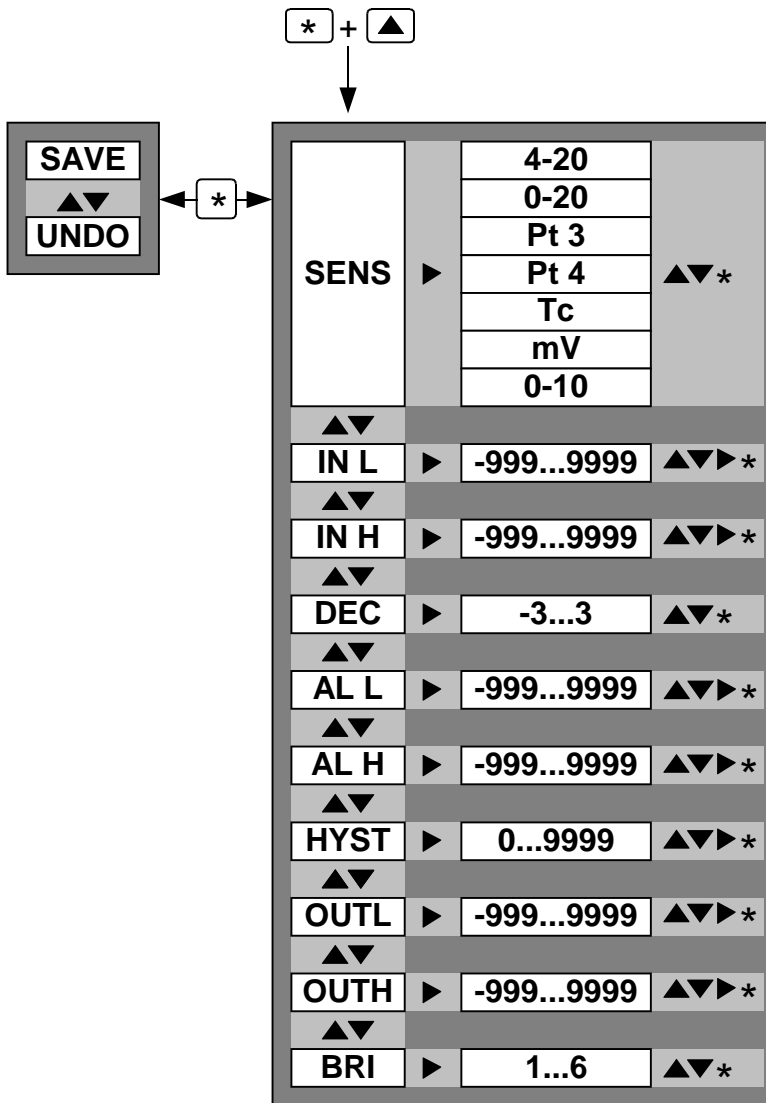 * + ▲
SAVE
▲▼
UNDO
*
SENS ▶
4-20
0-20
Pt 3
Pt 4
Tc
mV
0-10
▲▼*
▲▼
IN L ▶ -999...9999 ▲▼▶*
▲▼
IN H ▶ -999...9999 ▲▼▶*
▲▼
DEC ▶ -3...3 ▲▼*
▲▼
AL L ▶ -999...9999 ▲▼▶*
▲▼
AL H ▶ -999...9999 ▲▼▶*
▲▼
HYST ▶ 0...9999 ▲▼▶*
▲▼
OUTL ▶ -999...9999 ▲▼▶*
▲▼
OUTH ▶ -999...9999 ▲▼▶*
▲▼
BRI ▶ 1...6 ▲▼*